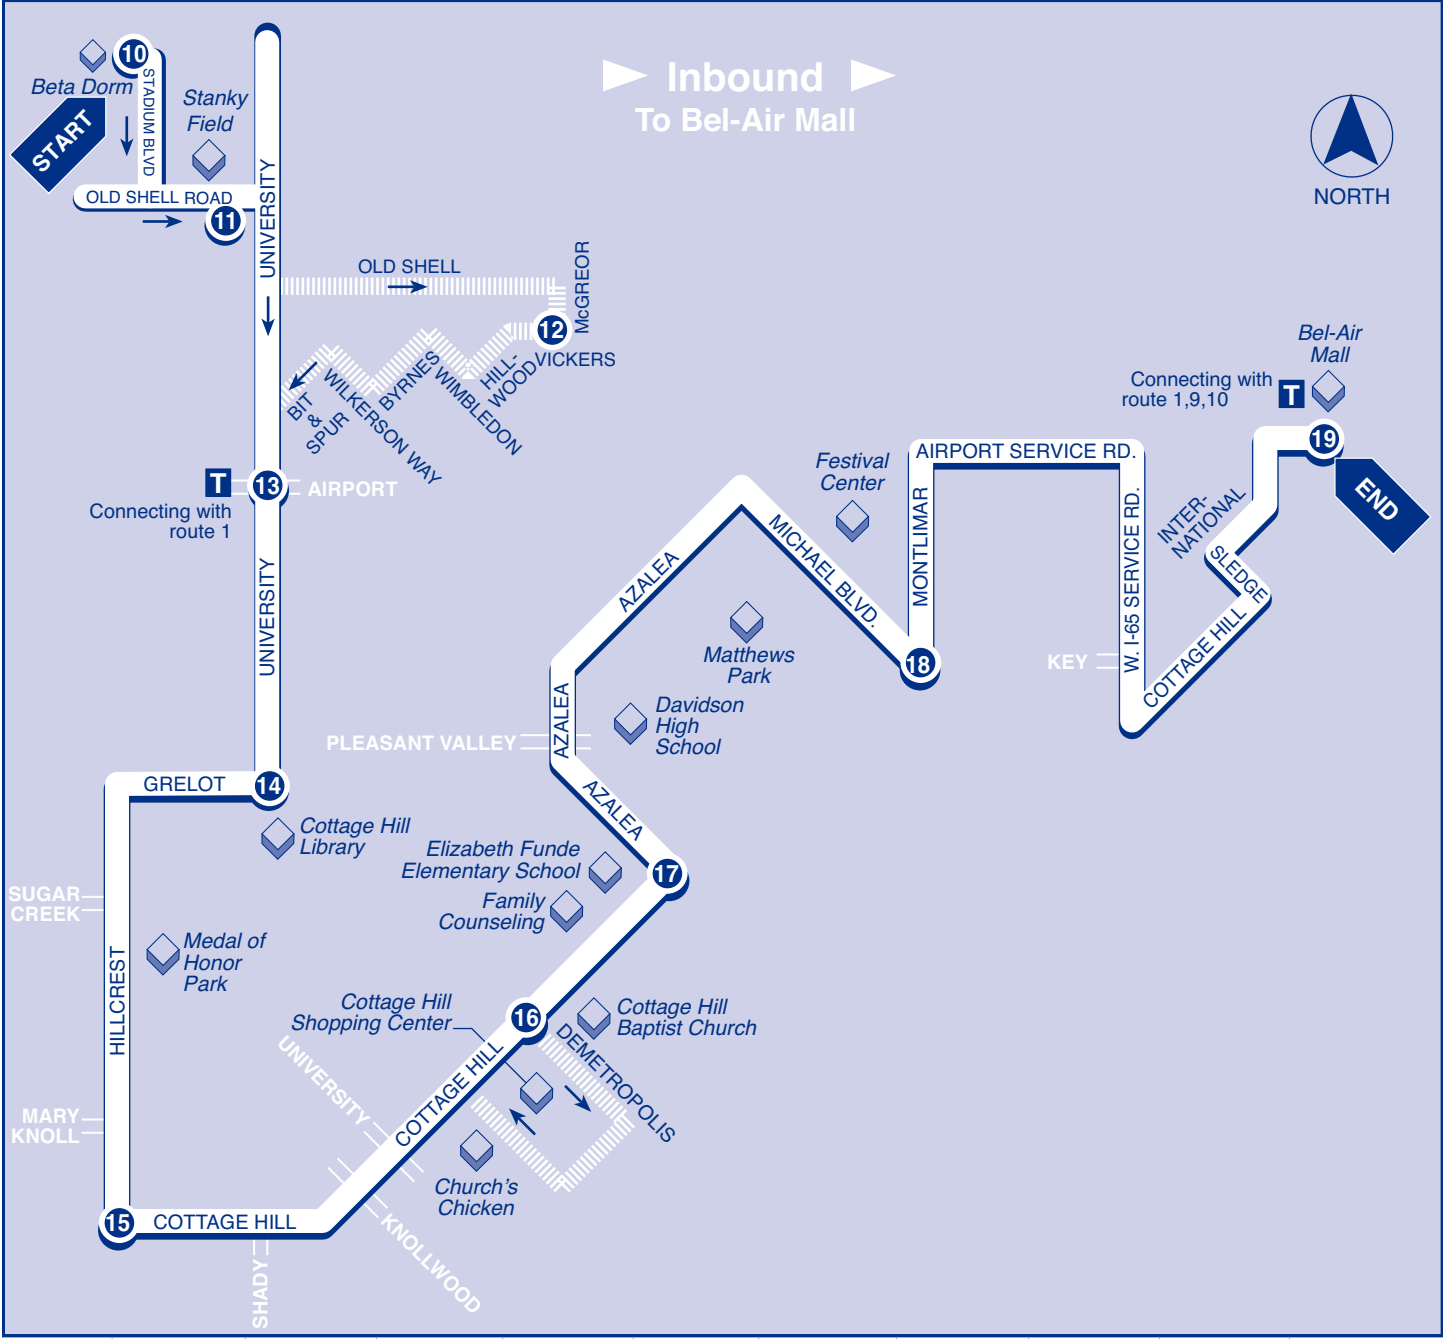 Inbound
To Bel-Air Mall
NORTH
10
Beta Dorm
START
STADIUM BLVD
Stanky
Field
OLD SHELL ROAD
11
UNIVERSITY
OLD SHELL
McGREOR
12
VICKERS
HILL-
WOOD
WIMBLEDON
BYRNES
WILKERSON WAY
BIT
&
SPUR
T
13
AIRPORT
Connecting with
route 1
UNIVERSITY
GRELOT
14
Cottage Hill
Library
SUGAR
CREEK
HILLCREST
Medal of
Honor
Park
MARY
KNOLL
15
COTTAGE HILL
SHADY
KNOLLWOOD
UNIVERSITY
COTTAGE HILL
Cottage Hill
Shopping Center
16
Cottage Hill
Baptist Church
DEMETROPOLIS
Church's
Chicken
Family
Counseling
Elizabeth Funde
Elementary School
17
AZALEA
PLEASANT VALLEY
AZALEA
Davidson
High
School
AZALEA
Matthews
Park
MICHAEL BLVD.
Festival
Center
18
MONTLIMAR
AIRPORT SERVICE RD.
W. I-65 SERVICE RD.
KEY
COTTAGE HILL
SLEDGE
INTER-
NATIONAL
Bel-Air
Mall
Connecting with
route 1,9,10
T
19
END